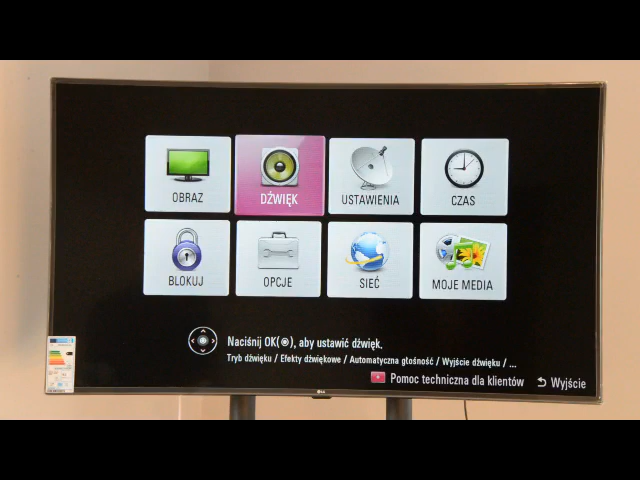 OBRAZ
DŹWIĘK
USTAWIENIA
CZAS
BLOKUJ
OPCJE
SIEĆ
MOJE MEDIA
Naciśnij OK(◉), aby ustawić dźwięk.
Tryb dźwięku / Efekty dźwiękowe / Automatyczna głośność / Wyjście dźwięku / ...
Pomoc techniczna dla klientów
Wyjście
LG